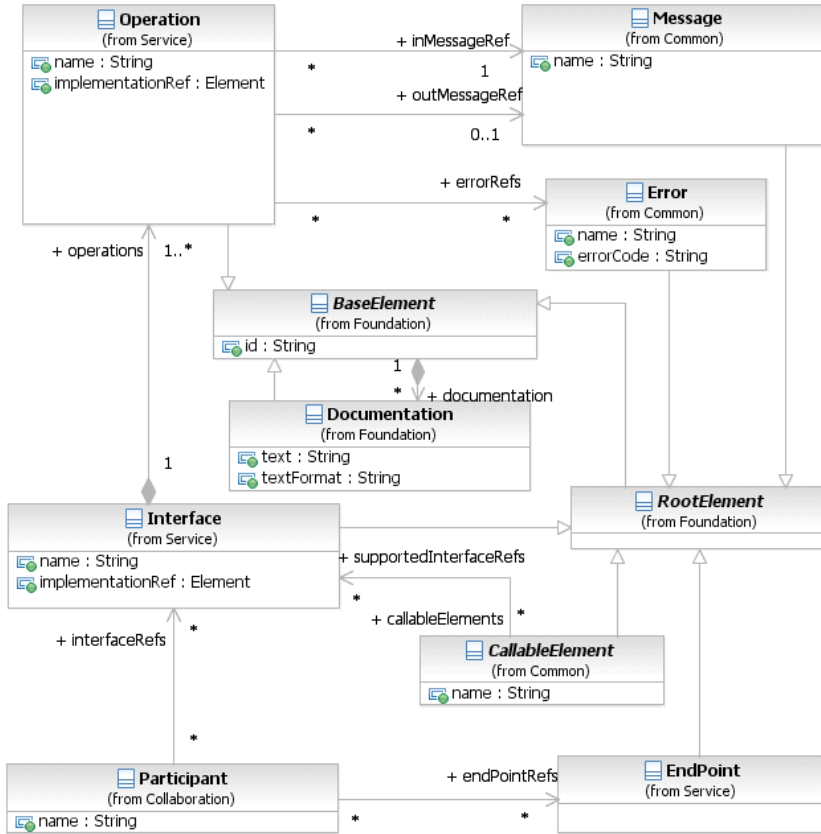 Operation
(from Service)
name : String
implementationRef : Element
+ inMessageRef
*
1
+ outMessageRef
*
0..1
Message
(from Common)
name : String
+ errorRefs
*
*
Error
(from Common)
name : String
errorCode : String
+ operations
1..*
BaseElement
(from Foundation)
id : String
1
*
+ documentation
Documentation
(from Foundation)
text : String
textFormat : String
1
Interface
(from Service)
name : String
implementationRef : Element
RootElement
(from Foundation)
+ supportedInterfaceRefs
*
+ callableElements
*
+ interfaceRefs
*
CallableElement
(from Common)
name : String
*
Participant
(from Collaboration)
name : String
+ endPointRefs
*
*
EndPoint
(from Service)